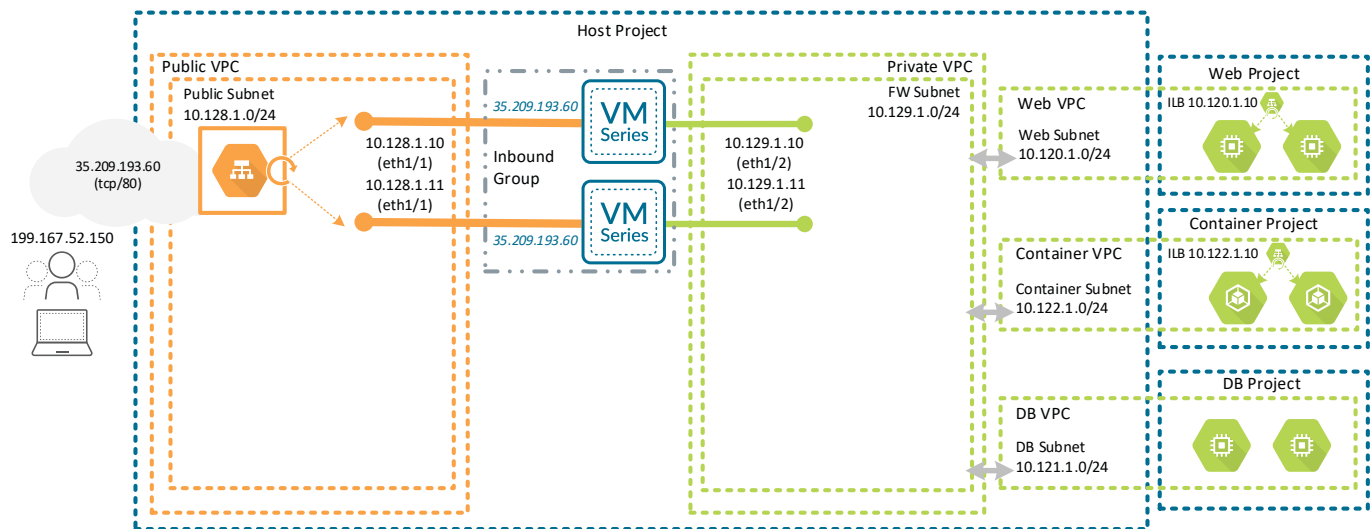 Host Project
Public VPC
Public Subnet
10.128.1.0/24
35.209.193.60
(tcp/80)
199.167.52.150
10.128.1.10
(eth1/1)
10.128.1.11
(eth1/1)
35.209.193.60
Inbound
Group
35.209.193.60
VM
Series
VM
Series
Private VPC
FW Subnet
10.129.1.0/24
10.129.1.10
(eth1/2)
10.129.1.11
(eth1/2)
Web VPC
Web Subnet
10.120.1.0/24
Web Project
ILB 10.120.1.10
Container VPC
Container Subnet
10.122.1.0/24
Container Project
ILB 10.122.1.10
DB VPC
DB Subnet
10.121.1.0/24
DB Project